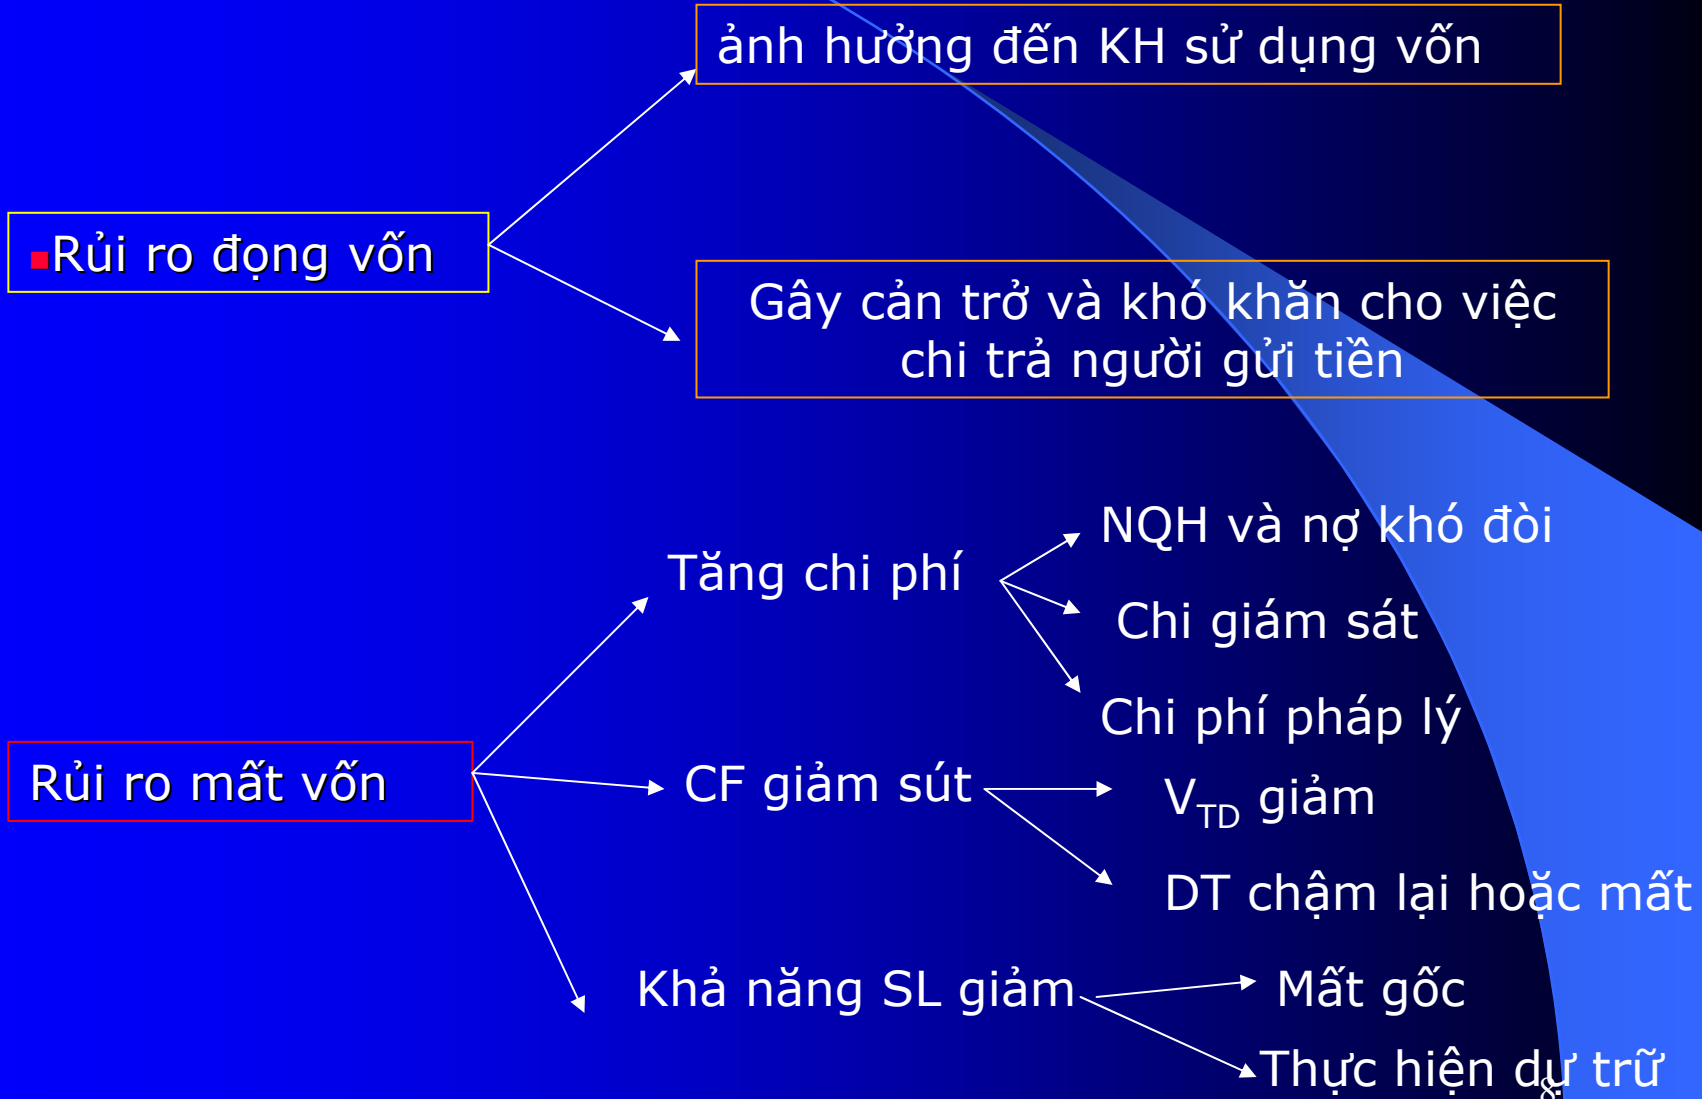 ảnh hưởng đến KH sử dụng vốn
Rủi ro đọng vốn
Gây cản trở và khó khăn cho việc
chi trả người gửi tiền
Tăng chi phí
NQH và nợ khó đòi
Chi giám sát
Chi phí pháp lý
Rủi ro mất vốn
CF giảm sút
V_TD giảm
DT chậm lại hoặc mất
Khả năng SL giảm
Mất gốc
Thực hiện dự trữ
8